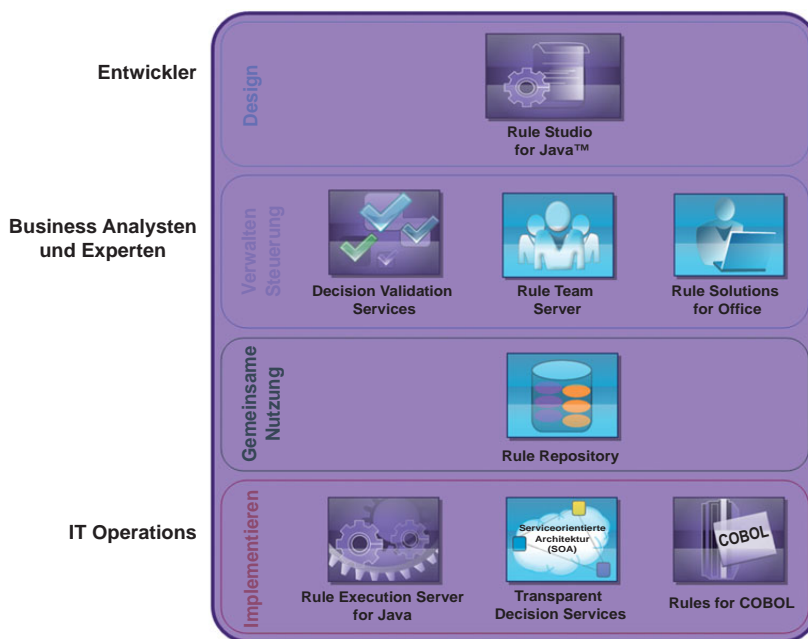 Entwickler
Design
Rule Studio
for Java™
Business Analysten
und Experten
Verwalten
Steuerung
Decision Validation
Services
Rule Team
Server
Rule Solutions
for Office
Gemeinsame
Nutzung
Rule Repository
IT Operations
Implementieren
Rule Execution Server
for Java
Serviceorientierte
Architektur
(SOA)
Transparent
Decision Services
COBOL
Rules for COBOL